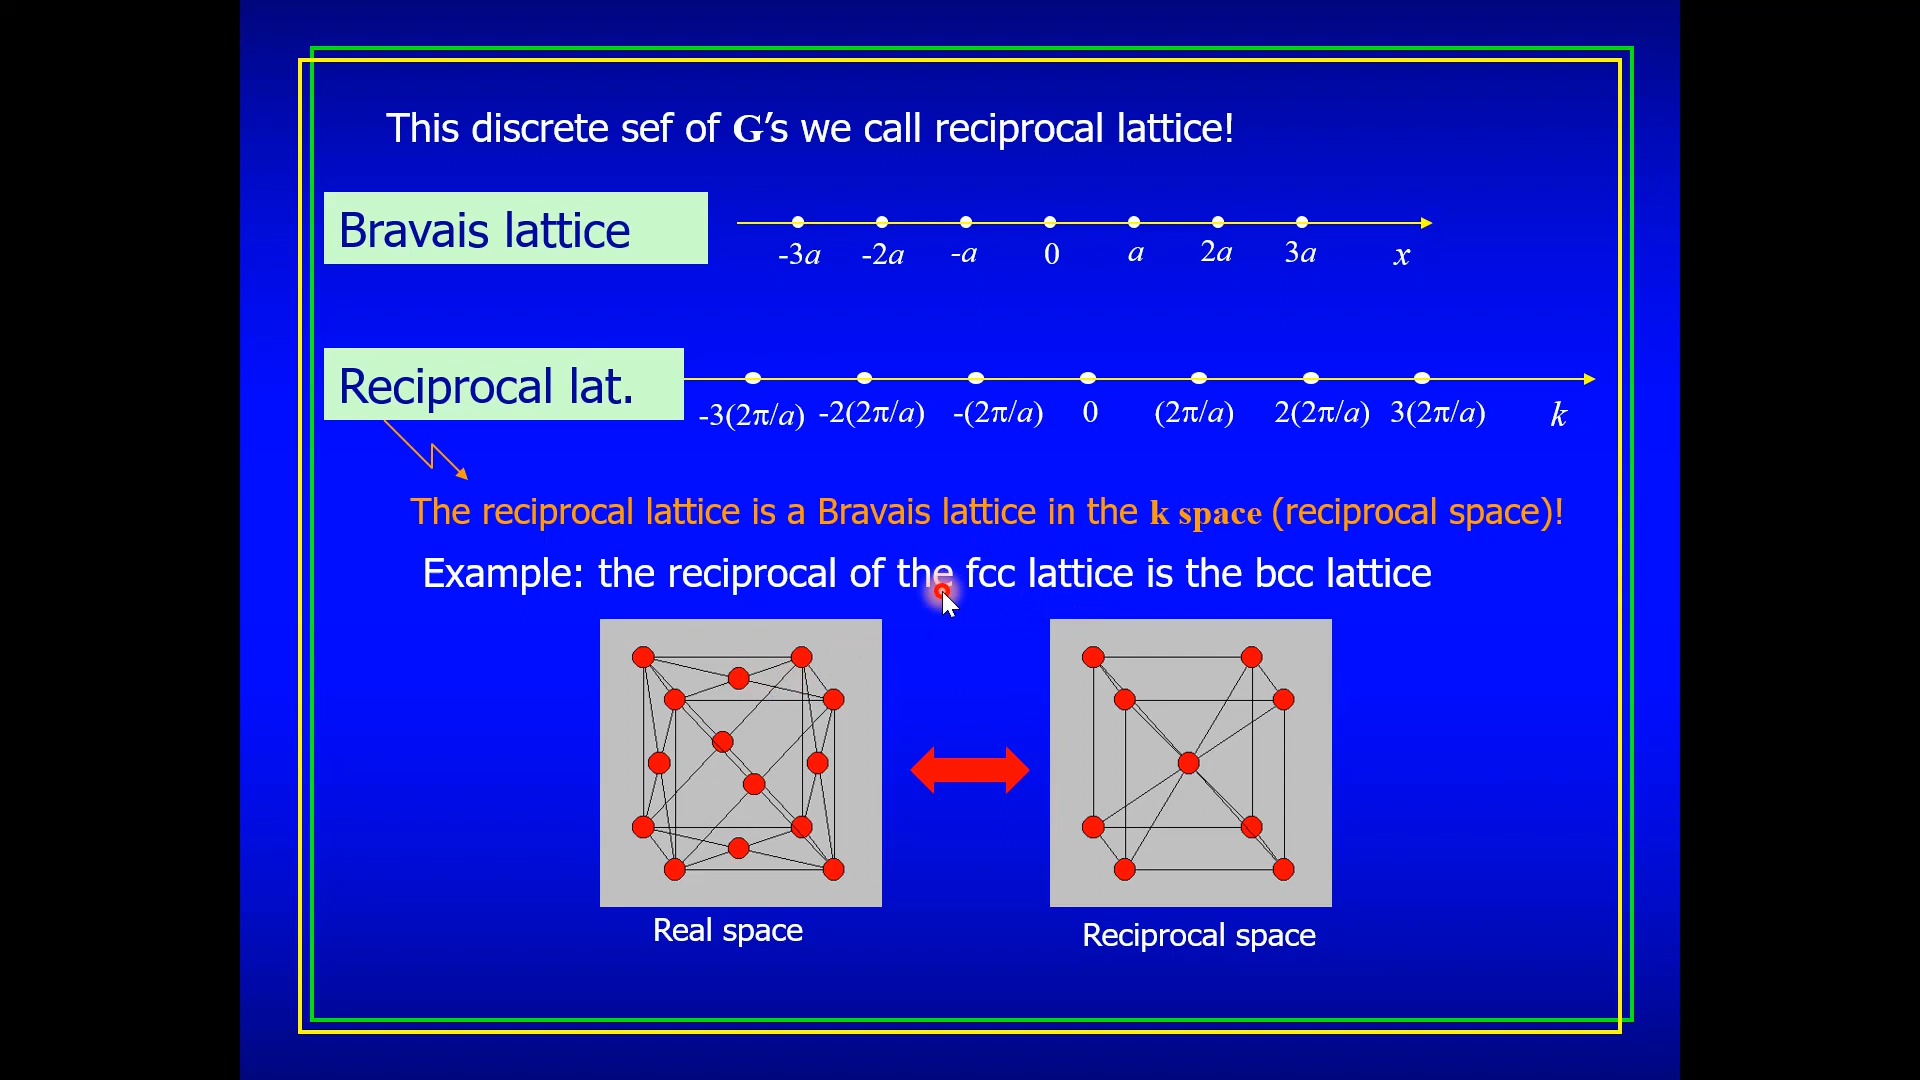 This discrete sef of G’s we call reciprocal lattice!
Bravais lattice
-3a -2a -a 0 a 2a 3a x
Reciprocal lat.
-3(2π/a) -2(2π/a) -(2π/a) 0 (2π/a) 2(2π/a) 3(2π/a) k
The reciprocal lattice is a Bravais lattice in the k space (reciprocal space)!
Example: the reciprocal of the fcc lattice is the bcc lattice
Real space
Reciprocal space